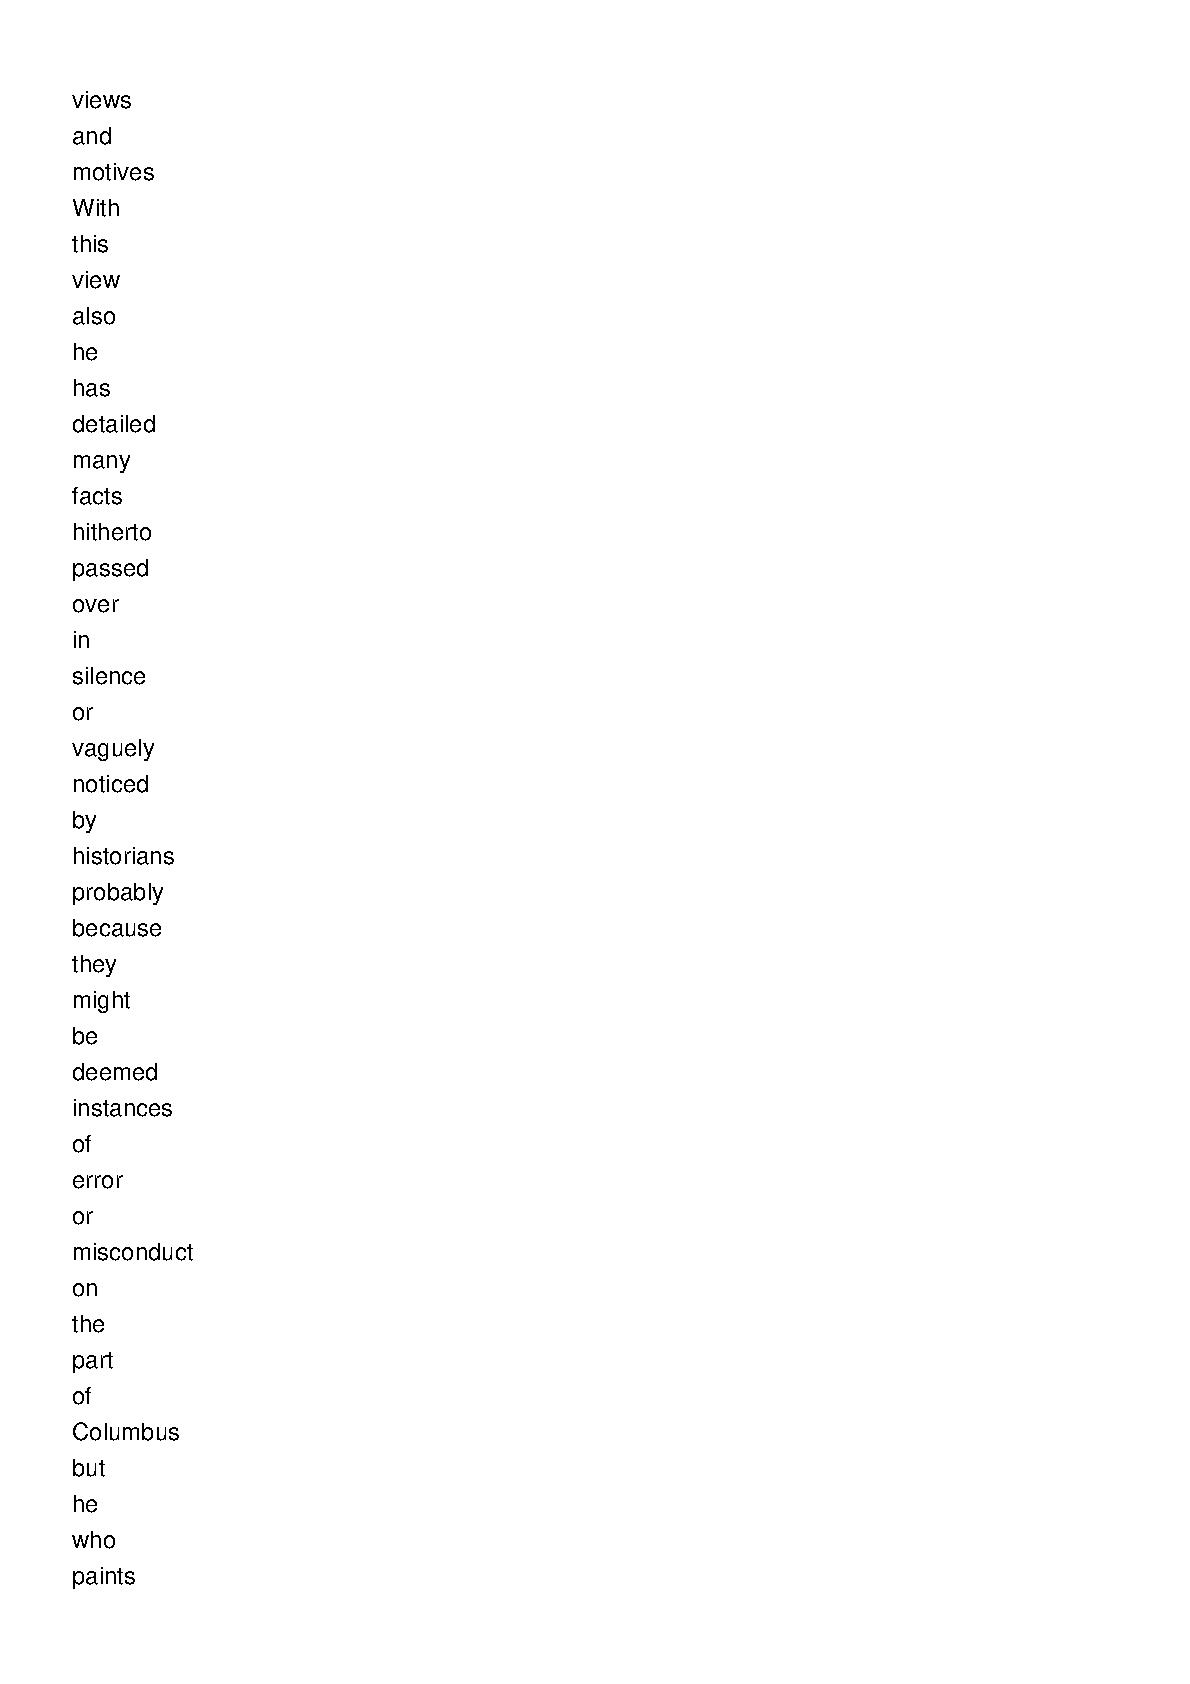 views
and
motives
With
this
view
also
he
has
detailed
many
facts
hitherto
passed
over
in
silence
or
vaguely
noticed
by
historians
probably
because
they
might
be
deemed
instances
of
error
or
misconduct
on
the
part
of
Columbus
but
he
who
paints